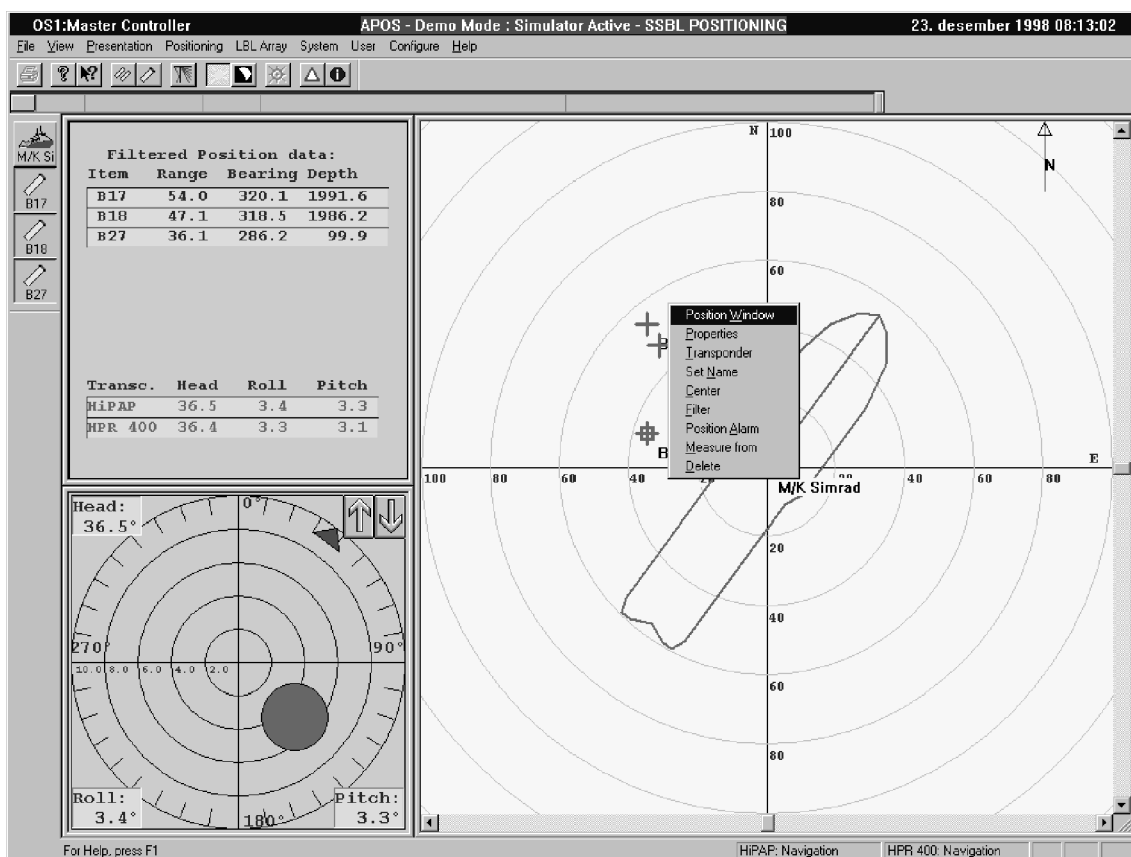 OS1:Master Controller APOS - Demo Mode : Simulator Active - SSBL POSITIONING 23. desember 1998 08:13:02
File View Presentation Positioning LBL Array System User Configure Help
M/K Si
B17
B18
B27
Filtered Position data:
Item Range Bearing Depth
B17 54.0 320.1 1991.6
B18 47.1 318.5 1986.2
B27 36.1 286.2 99.9
Transc. Head Roll Pitch
HiPAP 36.5 3.4 3.3
HPR 400 36.4 3.3 3.1
Head:
36.5°
0°
270°
90°
10.0 8.0 6.0 4.0 2.0
Roll:
3.4°
180°
Pitch:
3.3°
N 100
N
80
60
B
B
Position Window
Properties
Transponder
Set Name
Center
Filter
Position Alarm
Measure from
Delete
E
100 80 60 40 40 60 80
M/K Simrad
20
40
60
80
For Help, press F1 HiPAP: Navigation HPR 400: Navigation